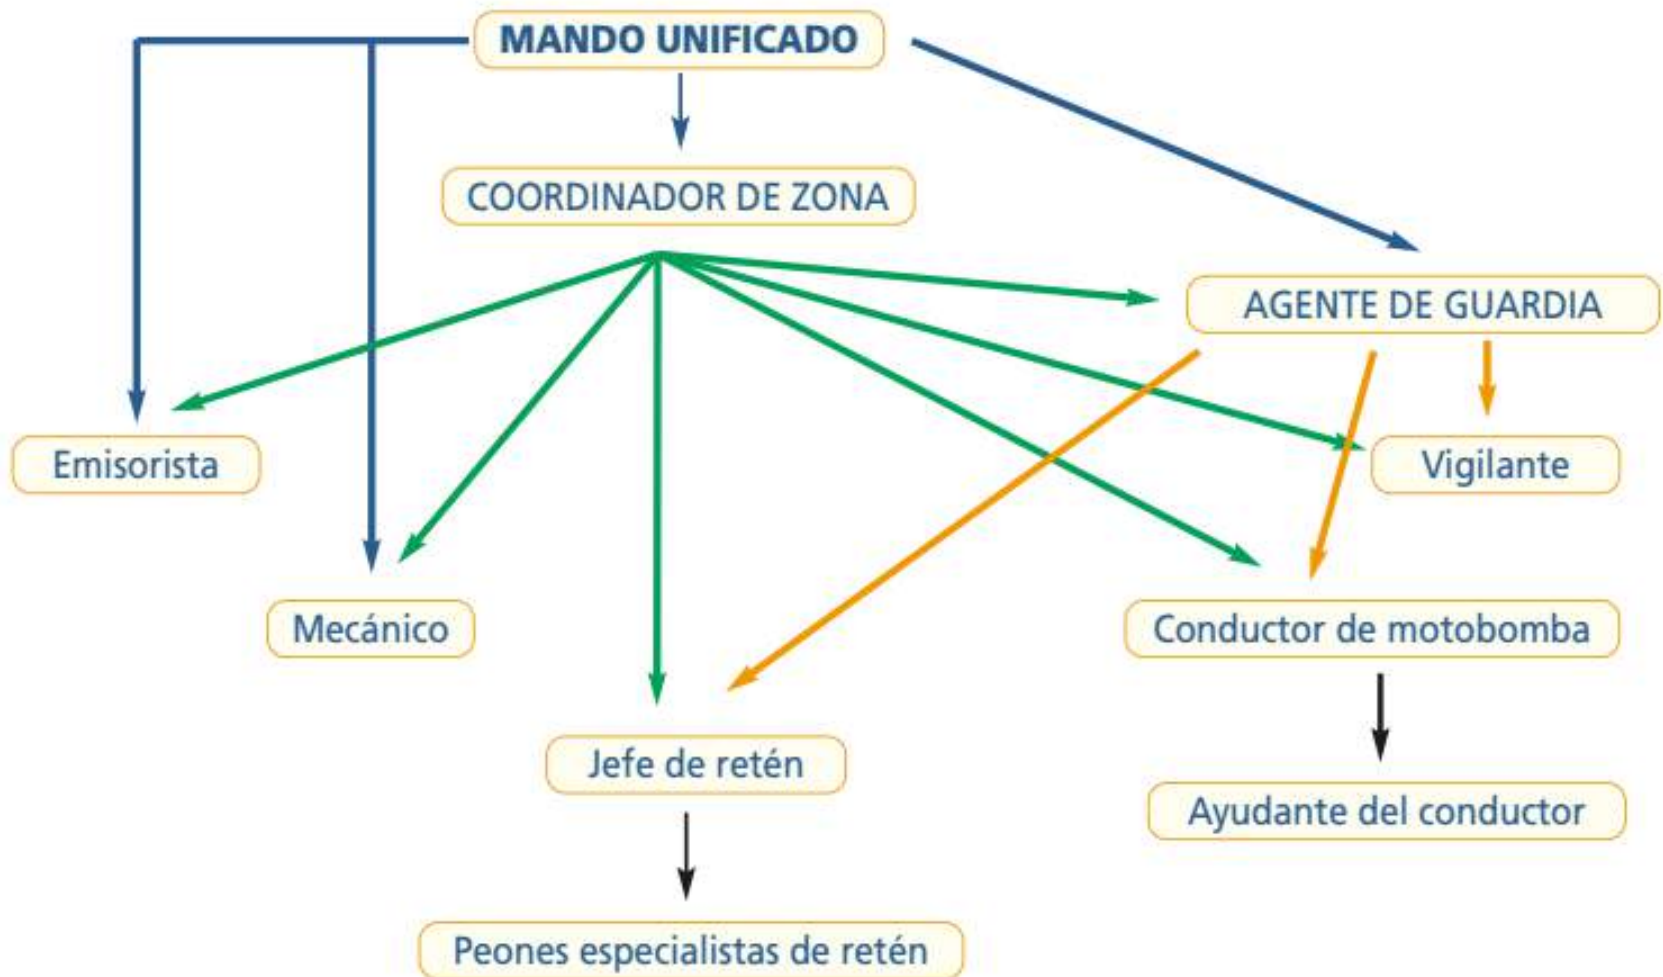 MANDO UNIFICADO
COORDINADOR DE ZONA
AGENTE DE GUARDIA
Emisorista
Vigilante
Mecánico
Conductor de motobomba
Jefe de retén
Ayudante del conductor
Peones especialistas de retén